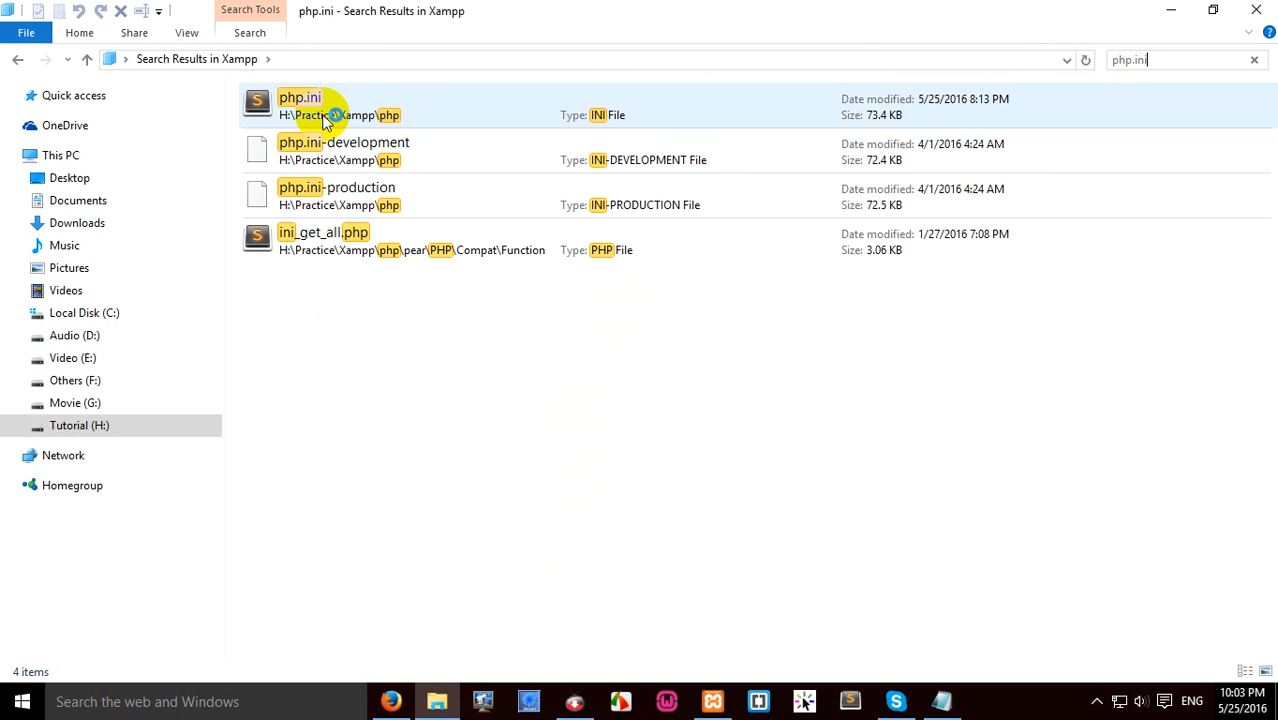 Search Tools
php.ini - Search Results in Xampp
File
Home
Share
View
Search
Search Results in Xampp
php.ini
Quick access
OneDrive
This PC
Desktop
Documents
Downloads
Music
Pictures
Videos
Local Disk (C:)
Audio (D:)
Video (E:)
Others (F:)
Movie (G:)
Tutorial (H:)
Network
Homegroup
php.ini
H:\Practice\Xampp\php
Type: INI File
Date modified: 5/25/2016 8:13 PM
Size: 73.4 KB
php.ini-development
H:\Practice\Xampp\php
Type: INI-DEVELOPMENT File
Date modified: 4/1/2016 4:24 AM
Size: 72.4 KB
php.ini-production
H:\Practice\Xampp\php
Type: INI-PRODUCTION File
Date modified: 4/1/2016 4:24 AM
Size: 72.5 KB
ini_get_all.php
H:\Practice\Xampp\php\pear\PHP\Compat\Function
Type: PHP File
Date modified: 1/27/2016 7:08 PM
Size: 3.06 KB
4 items
Search the web and Windows
ENG
10:03 PM
5/25/2016